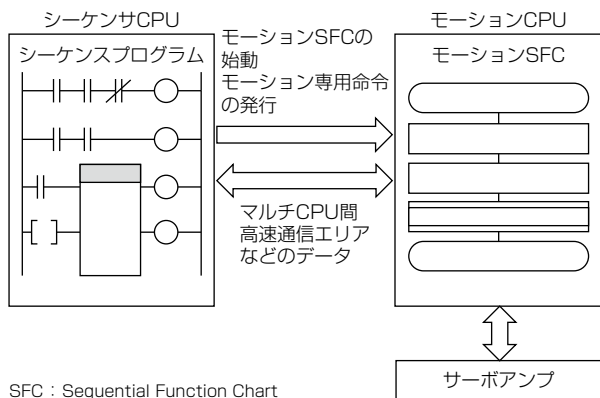 シーケンサCPU
シーケンスプログラム
モーションSFCの
始動
モーション専用命令
の発行
マルチCPU間
高速通信エリア
などのデータ
モーションCPU
モーションSFC
サーボアンプ
SFC：Sequential Function Chart